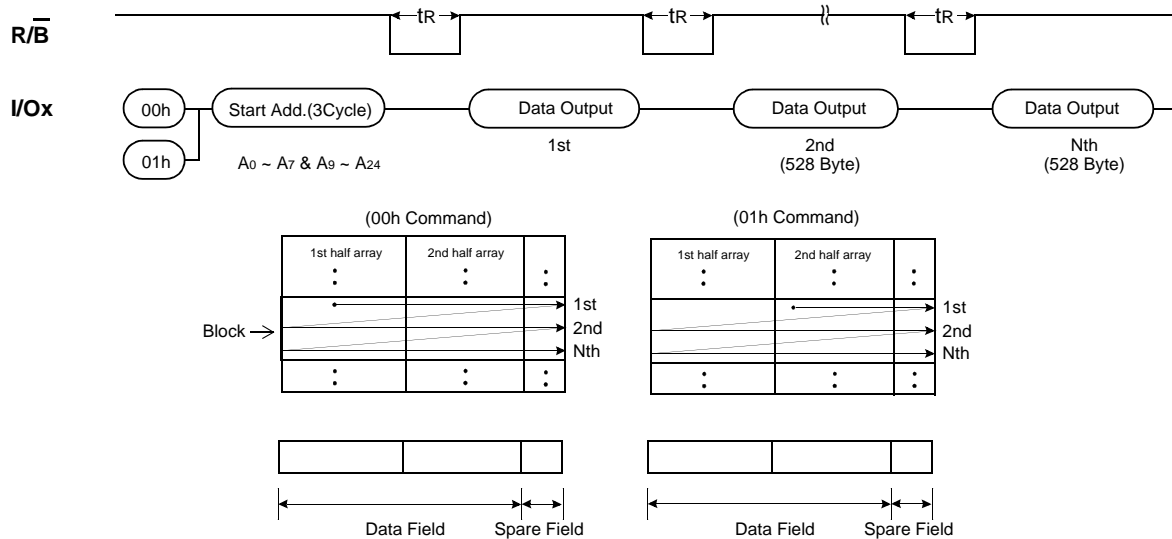 tR tR tR
R/B
I/Ox
00h Start Add.(3Cycle) Data Output Data Output Data Output
01h A0 ~ A7 & A9 ~ A24 1st 2nd Nth
(528 Byte) (528 Byte)
(00h Command) (01h Command)
1st half array 2nd half array 1st half array 2nd half array
1st 1st
Block 2nd 2nd
Nth Nth
Data Field Spare Field Data Field Spare Field